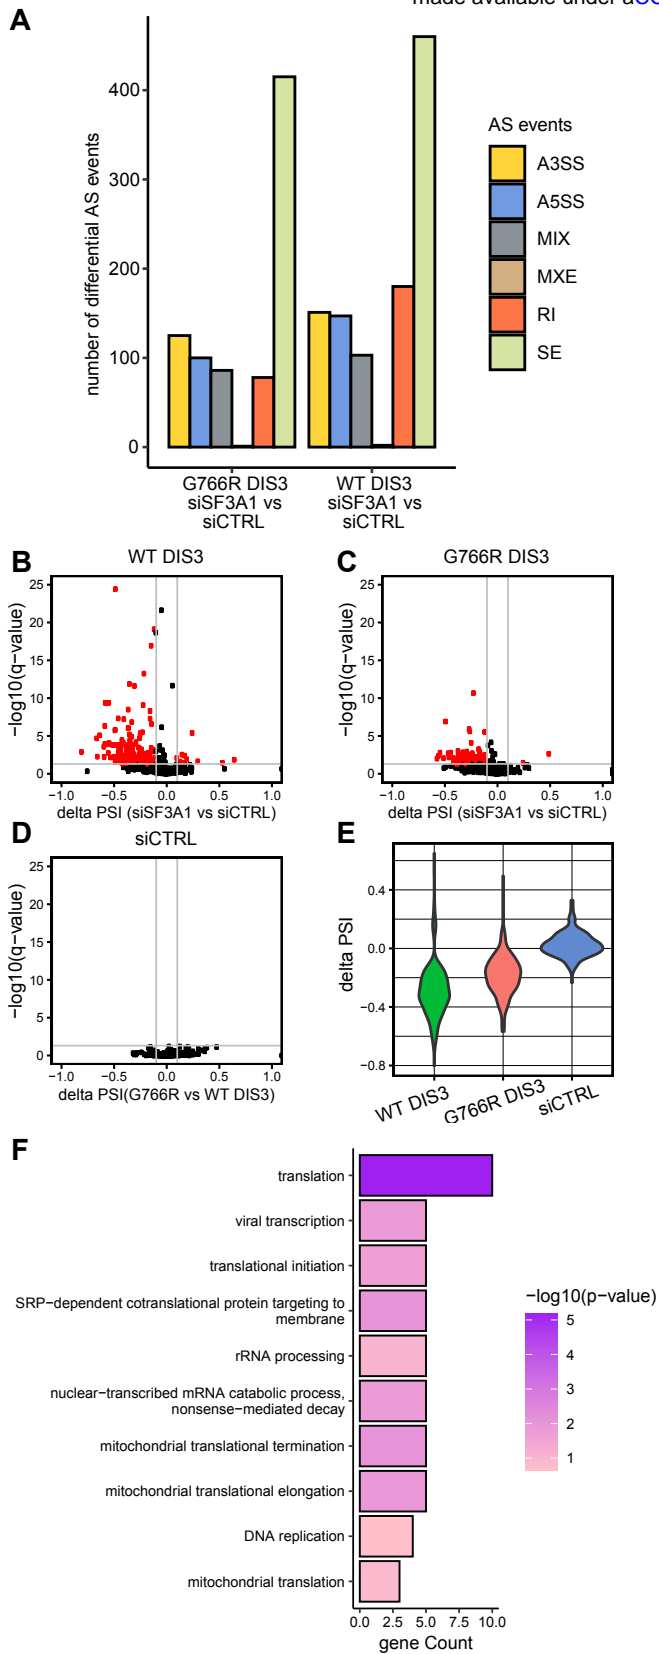 made available under aCC
A
number of differential AS events
400
300
200
100
0
G766R DIS3
siSF3A1 vs
siCTRL
WT DIS3
siSF3A1 vs
siCTRL
AS events
A3SS
A5SS
MIX
MXE
RI
SE
B
WT DIS3
−log10(q−value)
25
20
15
10
5
0
−1.0 −0.5 0.0 0.5 1.0
delta PSI (siSF3A1 vs siCTRL)
C
G766R DIS3
−log10(q−value)
25
20
15
10
5
0
−1.0 −0.5 0.0 0.5 1.0
delta PSI (siSF3A1 vs siCTRL)
D
siCTRL
−log10(q−value)
25
20
15
10
5
0
−1.0 −0.5 0.0 0.5 1.0
delta PSI(G766R vs WT DIS3)
E
delta PSI
0.4
0.0
−0.4
−0.8
WT DIS3
G766R DIS3
siCTRL
F
translation
viral transcription
translational initiation
SRP−dependent cotranslational protein targeting to
membrane
rRNA processing
nuclear−transcribed mRNA catabolic process,
nonsense−mediated decay
mitochondrial translational termination
mitochondrial translational elongation
DNA replication
mitochondrial translation
0.0 2.5 5.0 7.5 10.0
gene Count
−log10(p−value)
5
4
3
2
1